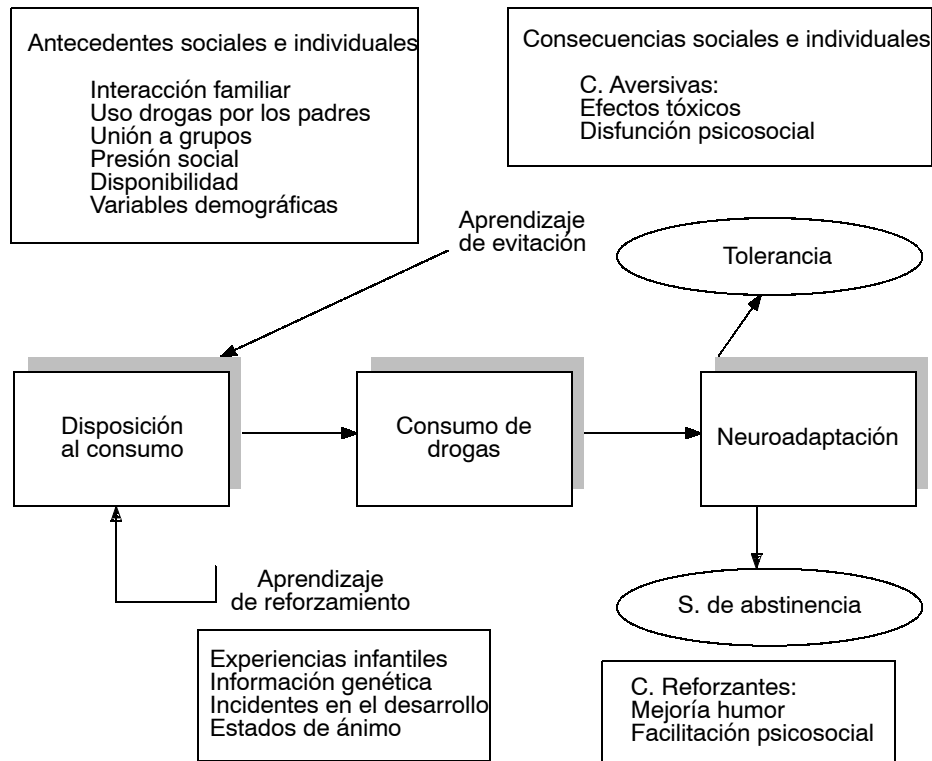 Antecedentes sociales e individuales
Interacción familiar
Uso drogas por los padres
Unión a grupos
Presión social
Disponibilidad
Variables demográficas
Consecuencias sociales e individuales
C. Aversivas:
Efectos tóxicos
Disfunción psicosocial
Aprendizaje
de evitación
Tolerancia
Disposición
al consumo
Consumo de
drogas
Neuroadaptación
Aprendizaje
de reforzamiento
S. de abstinencia
Experiencias infantiles
Información genética
Incidentes en el desarrollo
Estados de ánimo
C. Reforzantes:
Mejoría humor
Facilitación psicosocial